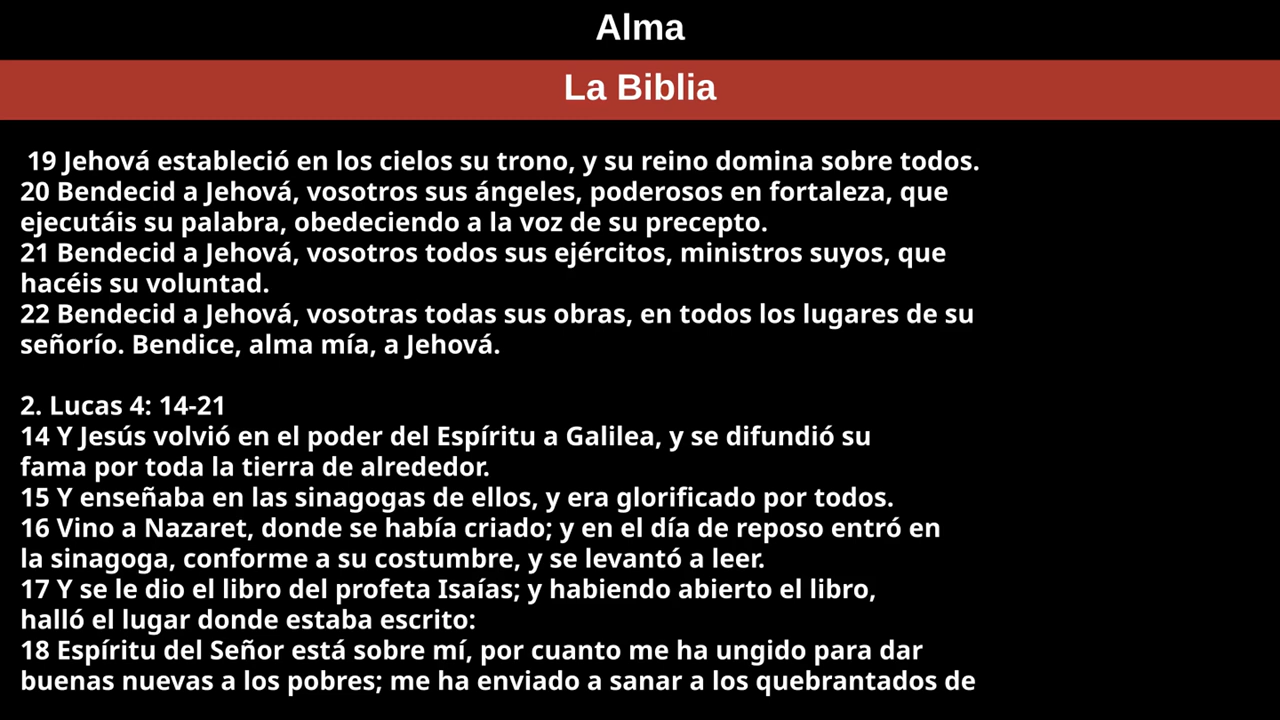 Alma
La Biblia
19 Jehová estableció en los cielos su trono, y su reino domina sobre todos.
20 Bendecid a Jehová, vosotros sus ángeles, poderosos en fortaleza, que
ejecutáis su palabra, obedeciendo a la voz de su precepto.
21 Bendecid a Jehová, vosotros todos sus ejércitos, ministros suyos, que
hacéis su voluntad.
22 Bendecid a Jehová, vosotras todas sus obras, en todos los lugares de su
señorío. Bendice, alma mía, a Jehová.
2. Lucas 4: 14-21
14 Y Jesús volvió en el poder del Espíritu a Galilea, y se difundió su
fama por toda la tierra de alrededor.
15 Y enseñaba en las sinagogas de ellos, y era glorificado por todos.
16 Vino a Nazaret, donde se había criado; y en el día de reposo entró en
la sinagoga, conforme a su costumbre, y se levantó a leer.
17 Y se le dio el libro del profeta Isaías; y habiendo abierto el libro,
halló el lugar donde estaba escrito:
18 Espíritu del Señor está sobre mí, por cuanto me ha ungido para dar
buenas nuevas a los pobres; me ha enviado a sanar a los quebrantados de